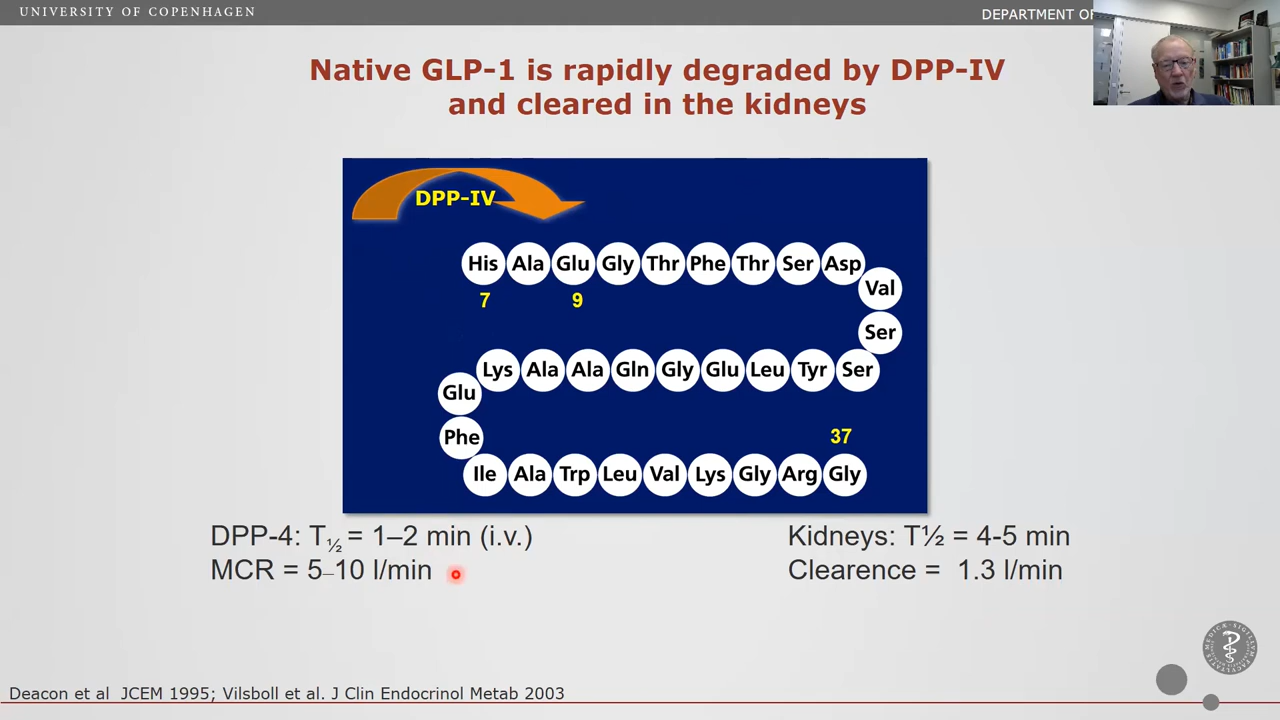 UNIVERSITY OF COPENHAGEN
DEPARTMENT O
Native GLP-1 is rapidly degraded by DPP-IV
and cleared in the kidneys
DPP-IV
His Ala Glu Gly Thr Phe Thr Ser Asp
Val
7 9
Ser
Lys Ala Ala Gln Gly Glu Leu Tyr Ser
Glu
Phe
37
Ile Ala Trp Leu Val Lys Gly Arg Gly
DPP-4: T½ = 1–2 min (i.v.)
MCR = 5–10 l/min
Kidneys: T½ = 4-5 min
Clearence = 1.3 l/min
Deacon et al JCEM 1995; Vilsboll et al. J Clin Endocrinol Metab 2003